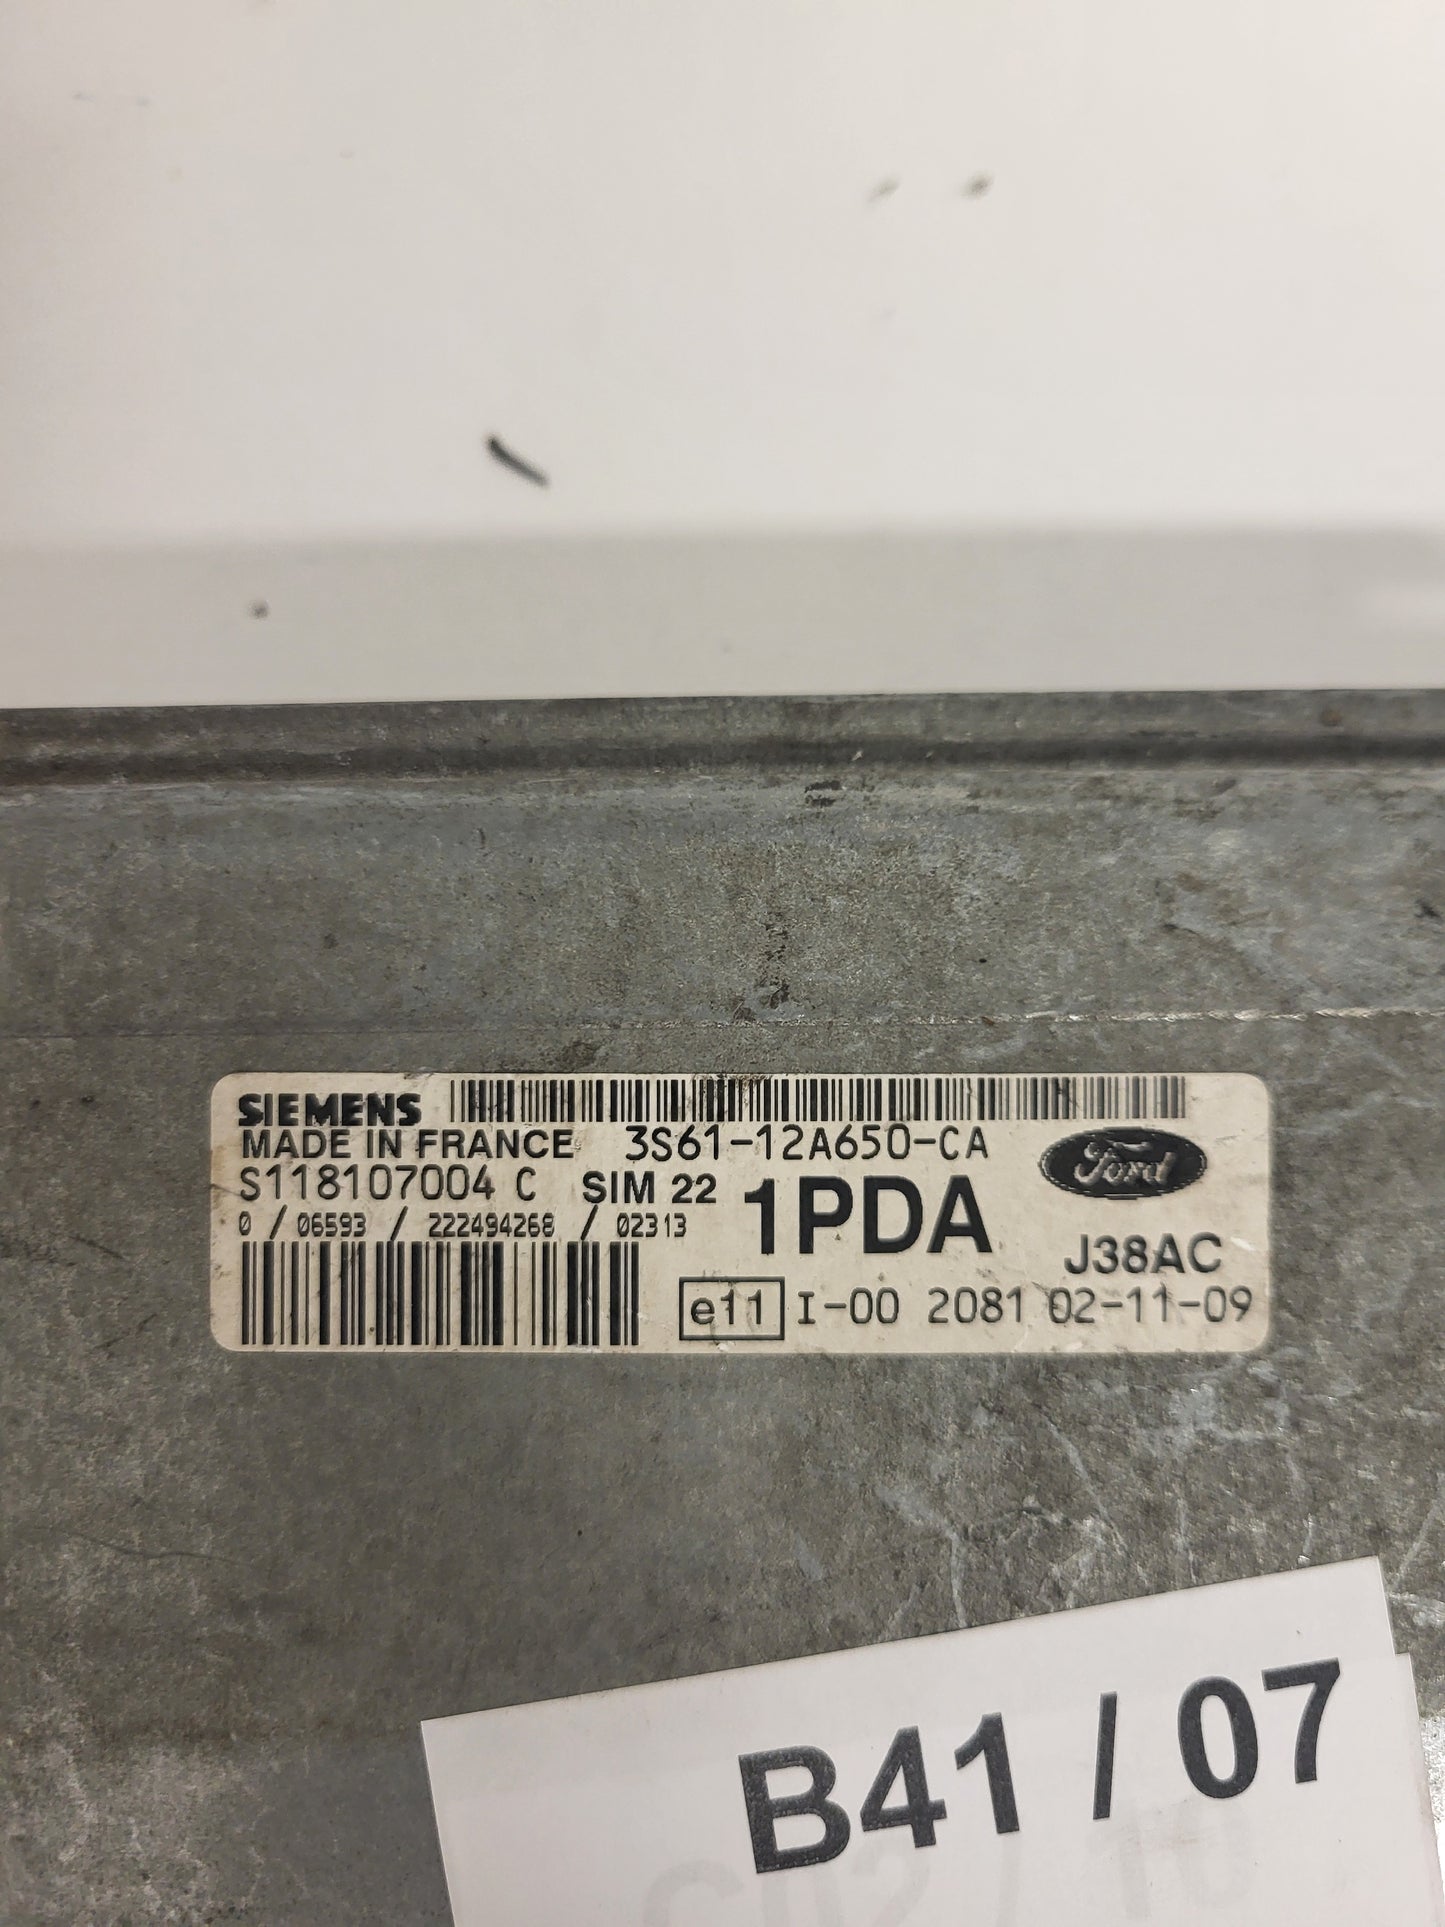 SIEMENS
MADE IN FRANCE 3S61-12A650-CA
Ford
S118107004 C SIM 22 1PDA
0 / 06593 / 222494268 / 02313
J38AC
e11 I-00 2081 02-11-09
B41 / 07